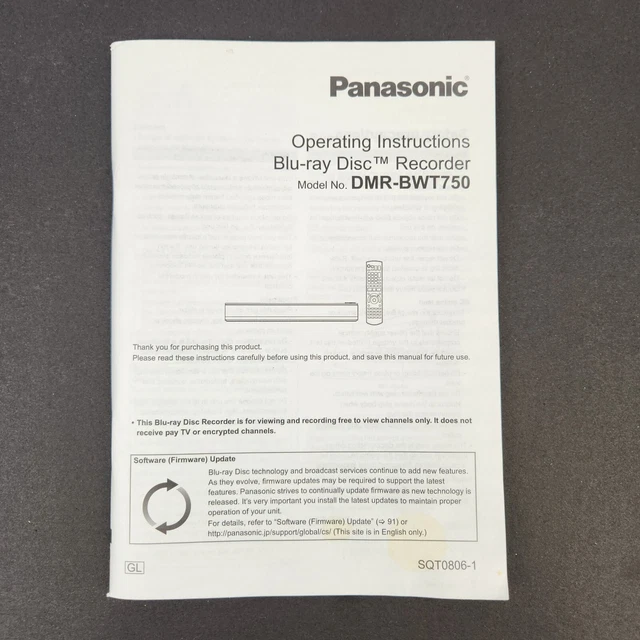 Panasonic
Operating Instructions
Blu-ray Disc™ Recorder
Model No. DMR-BWT750
Thank you for purchasing this product.
Please read these instructions carefully before using this product, and save this manual for future use.
• This Blu-ray Disc Recorder is for viewing and recording free to view channels only. It does not
receive pay TV or encrypted channels.
Software (Firmware) Update
Blu-ray Disc technology and broadcast services continue to add new features.
As they evolve, firmware updates may be required to support the latest
features. Panasonic strives to continually update firmware as new technology is
released. It's very important you install the latest updates to maintain proper
operation of your unit.
For details, refer to "Software (Firmware) Update" (⇨ 91) or
http://panasonic.jp/support/global/cs/ (This site is in English only.)
GL
SQT0806-1